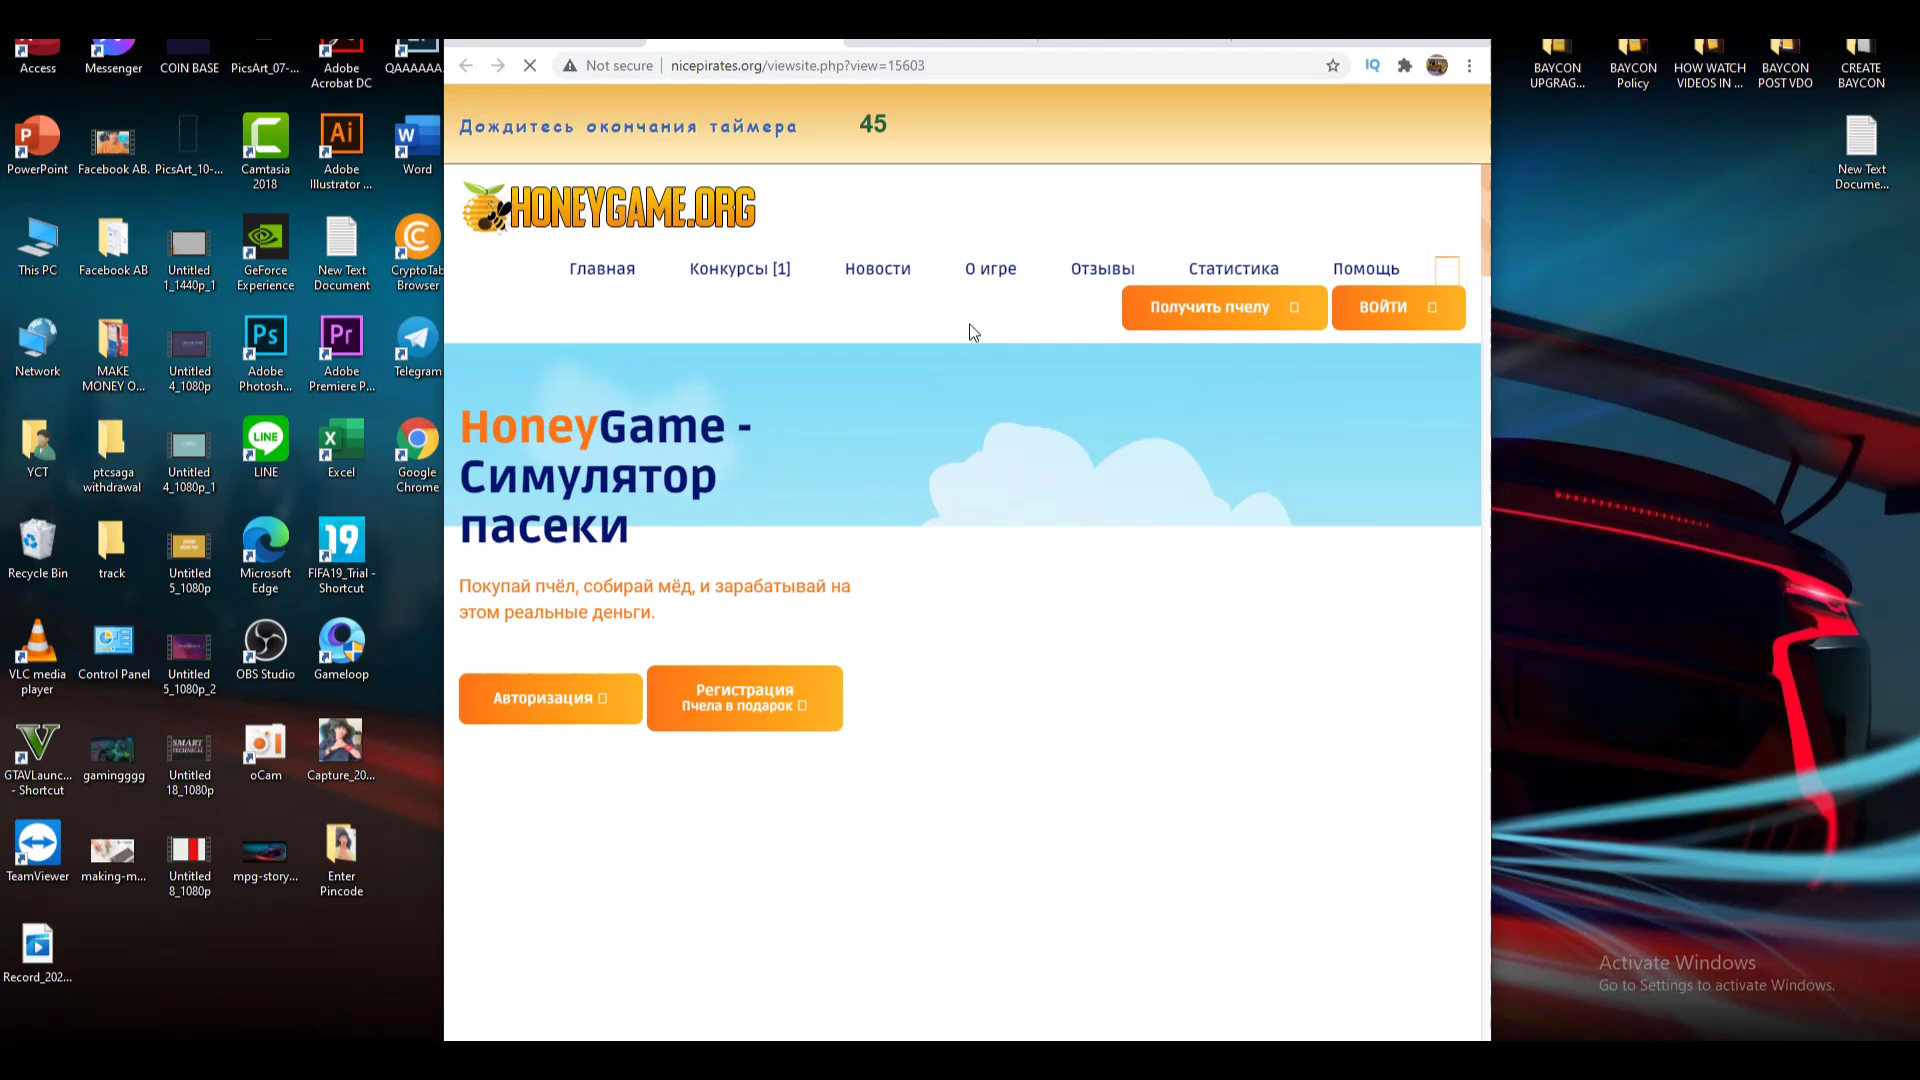 Access
Messenger
COIN BASE
PicsArt_07-...
Adobe
Acrobat DC
QAAAAAA
PowerPoint
Facebook AB.
PicsArt_10-...
Camtasia
2018
Adobe
Illustrator ...
Word
This PC
Facebook AB
Untitled
1_1440p_1
GeForce
Experience
New Text
Document
CryptoTab
Browser
Network
MAKE
MONEY O...
Untitled
4_1080p
Adobe
Photosh...
Adobe
Premiere P...
Telegram
YCT
ptcsaga
withdrawal
Untitled
4_1080p_1
LINE
Excel
Google
Chrome
Recycle Bin
track
Untitled
5_1080p
Microsoft
Edge
FIFA19_Trial -
Shortcut
VLC media
player
Control Panel
Untitled
5_1080p_2
OBS Studio
Gameloop
GTAVLaunc...
- Shortcut
gamingggg
Untitled
18_1080p
oCam
Capture_20...
TeamViewer
making-m...
Untitled
8_1080p
mpg-story...
Enter
Pincode
Record_202...
Not secure
nicepirates.org/viewsite.php?view=15603
IQ
Дождитесь окончания таймера
45
HONEYGAME.ORG
Главная
Конкурсы [1]
Новости
О игре
Отзывы
Статистика
Помощь
Получить пчелу
ВОЙТИ
HoneyGame -
Симулятор
пасеки
Покупай пчёл, собирай мёд, и зарабатывай на
этом реальные деньги.
Авторизация
Регистрация
Пчела в подарок
BAYCON
UPGRAG...
BAYCON
Policy
HOW WATCH
VIDEOS IN ...
BAYCON
POST VDO
CREATE
BAYCON
New Text
Docume...
Activate Windows
Go to Settings to activate Windows.